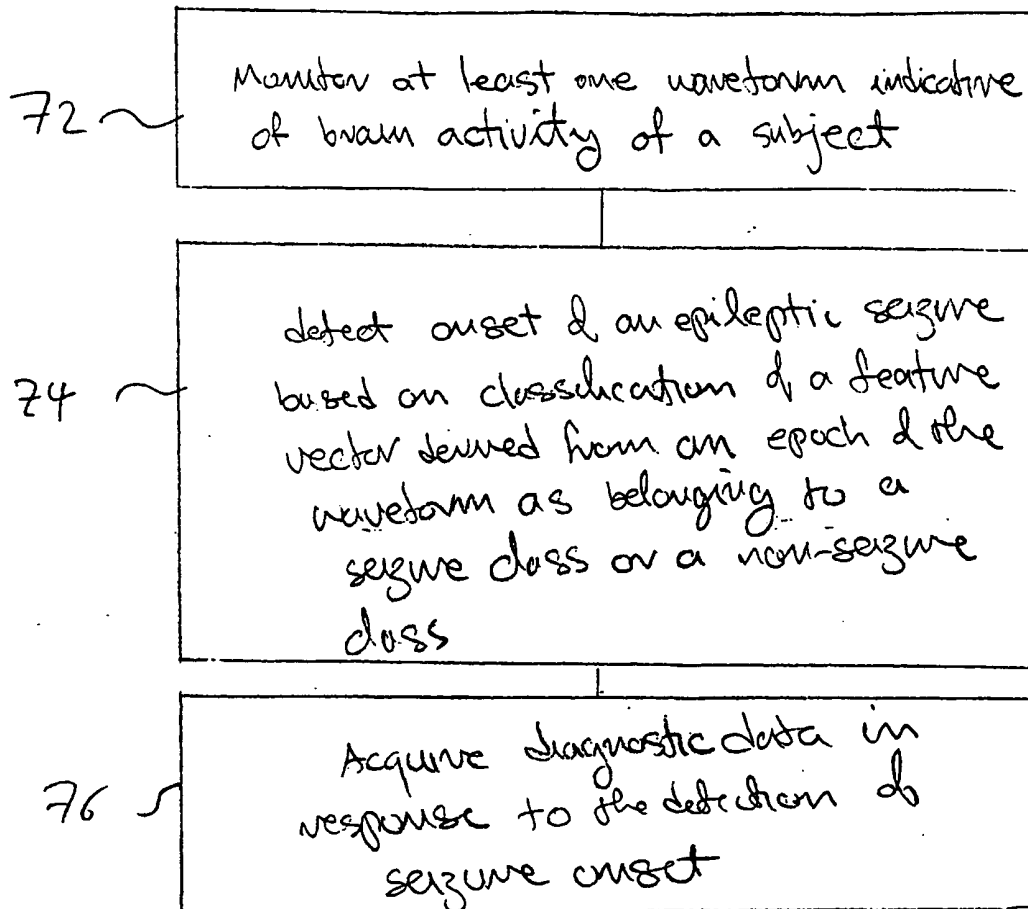 72
Monitor at least one waveform indicative
of brain activity of a subject
74
detect onset of an epileptic seizure
based on classification of a feature
vector derived from an epoch of the
waveform as belonging to a
seizure class or a non-seizure
class
76
Acquire diagnostic data in
response to the detection of
seizure onset